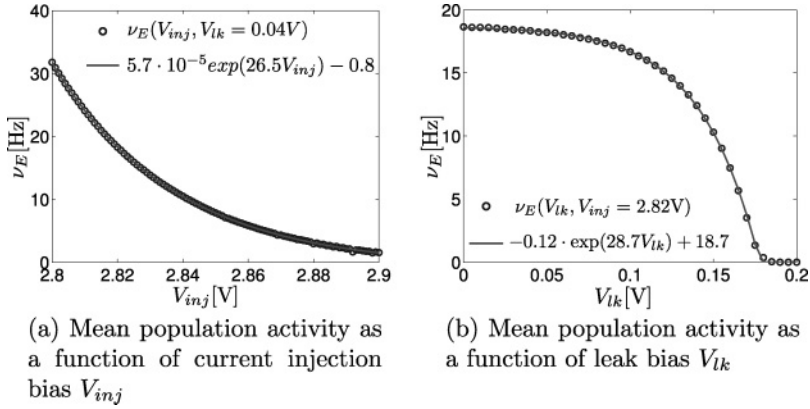 40
30
20
10
0
ν_E[Hz]
ν_E(V_inj, V_lk = 0.04V)
5.7 · 10^-5 exp(26.5V_inj) − 0.8
2.8 2.82 2.84 2.86 2.88 2.9
V_inj[V]
(a) Mean population activity as
a function of current injection
bias V_inj
20
15
10
5
0
ν_E[Hz]
ν_E(V_lk, V_inj = 2.82V)
−0.12 · exp(28.7V_lk) + 18.7
0 0.05 0.1 0.15 0.2
V_lk[V]
(b) Mean population activity as
a function of leak bias V_lk